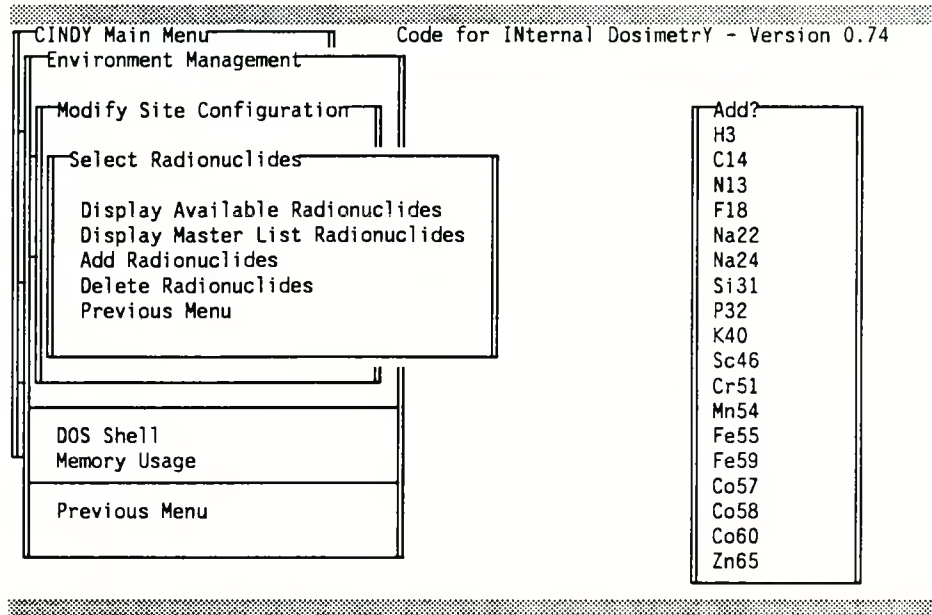 CINDY Main Menu
Code for INternal DosimetrY - Version 0.74
Environment Management
Modify Site Configuration
Select Radionuclides
Display Available Radionuclides
Display Master List Radionuclides
Add Radionuclides
Delete Radionuclides
Previous Menu
DOS Shell
Memory Usage
Previous Menu
Add?
H3
C14
N13
F18
Na22
Na24
Si31
P32
K40
Sc46
Cr51
Mn54
Fe55
Fe59
Co57
Co58
Co60
Zn65